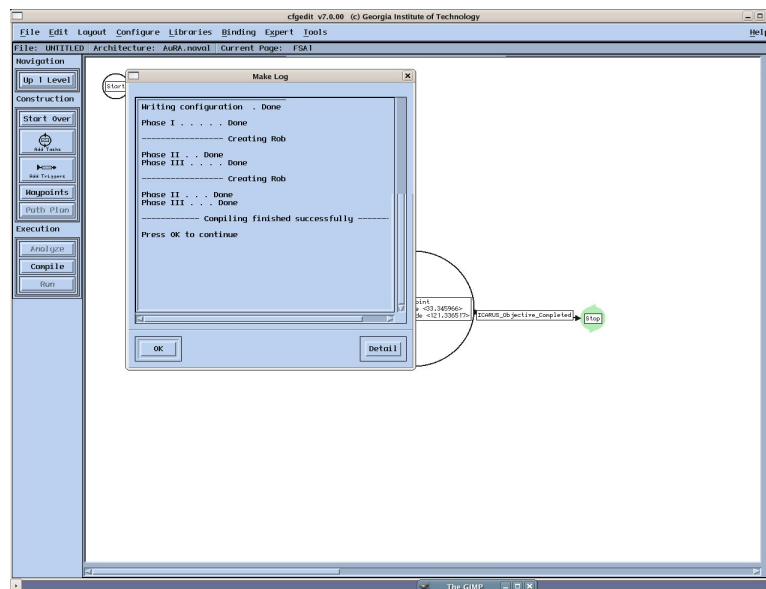 cfgedit v7.0.00 (c) Georgia Institute of Technology
File Edit Layout Configure Libraries Binding Expert Tools Help
File: UNTITLED Architecture: AuRA.naval Current Page: FSA1
Navigation
Up 1 Level
Construction
Start Over
Add Tasks
Add Triggers
Waypoints
Path Plan
Execution
Analyze
Compile
Run
Start
Make Log
Writing configuration . Done
Phase I . . . . . Done
---------------- Creating Rob
Phase II . . Done
Phase III . . . . Done
---------------- Creating Rob
Phase II . . . Done
Phase III . . . Done
----------- Compiling finished successfully ------
Press OK to continue
OK
Detail
oint
e <33.345966>
de <121.336517>
ICARUS_Objective_Completed
Stop
The GIMP